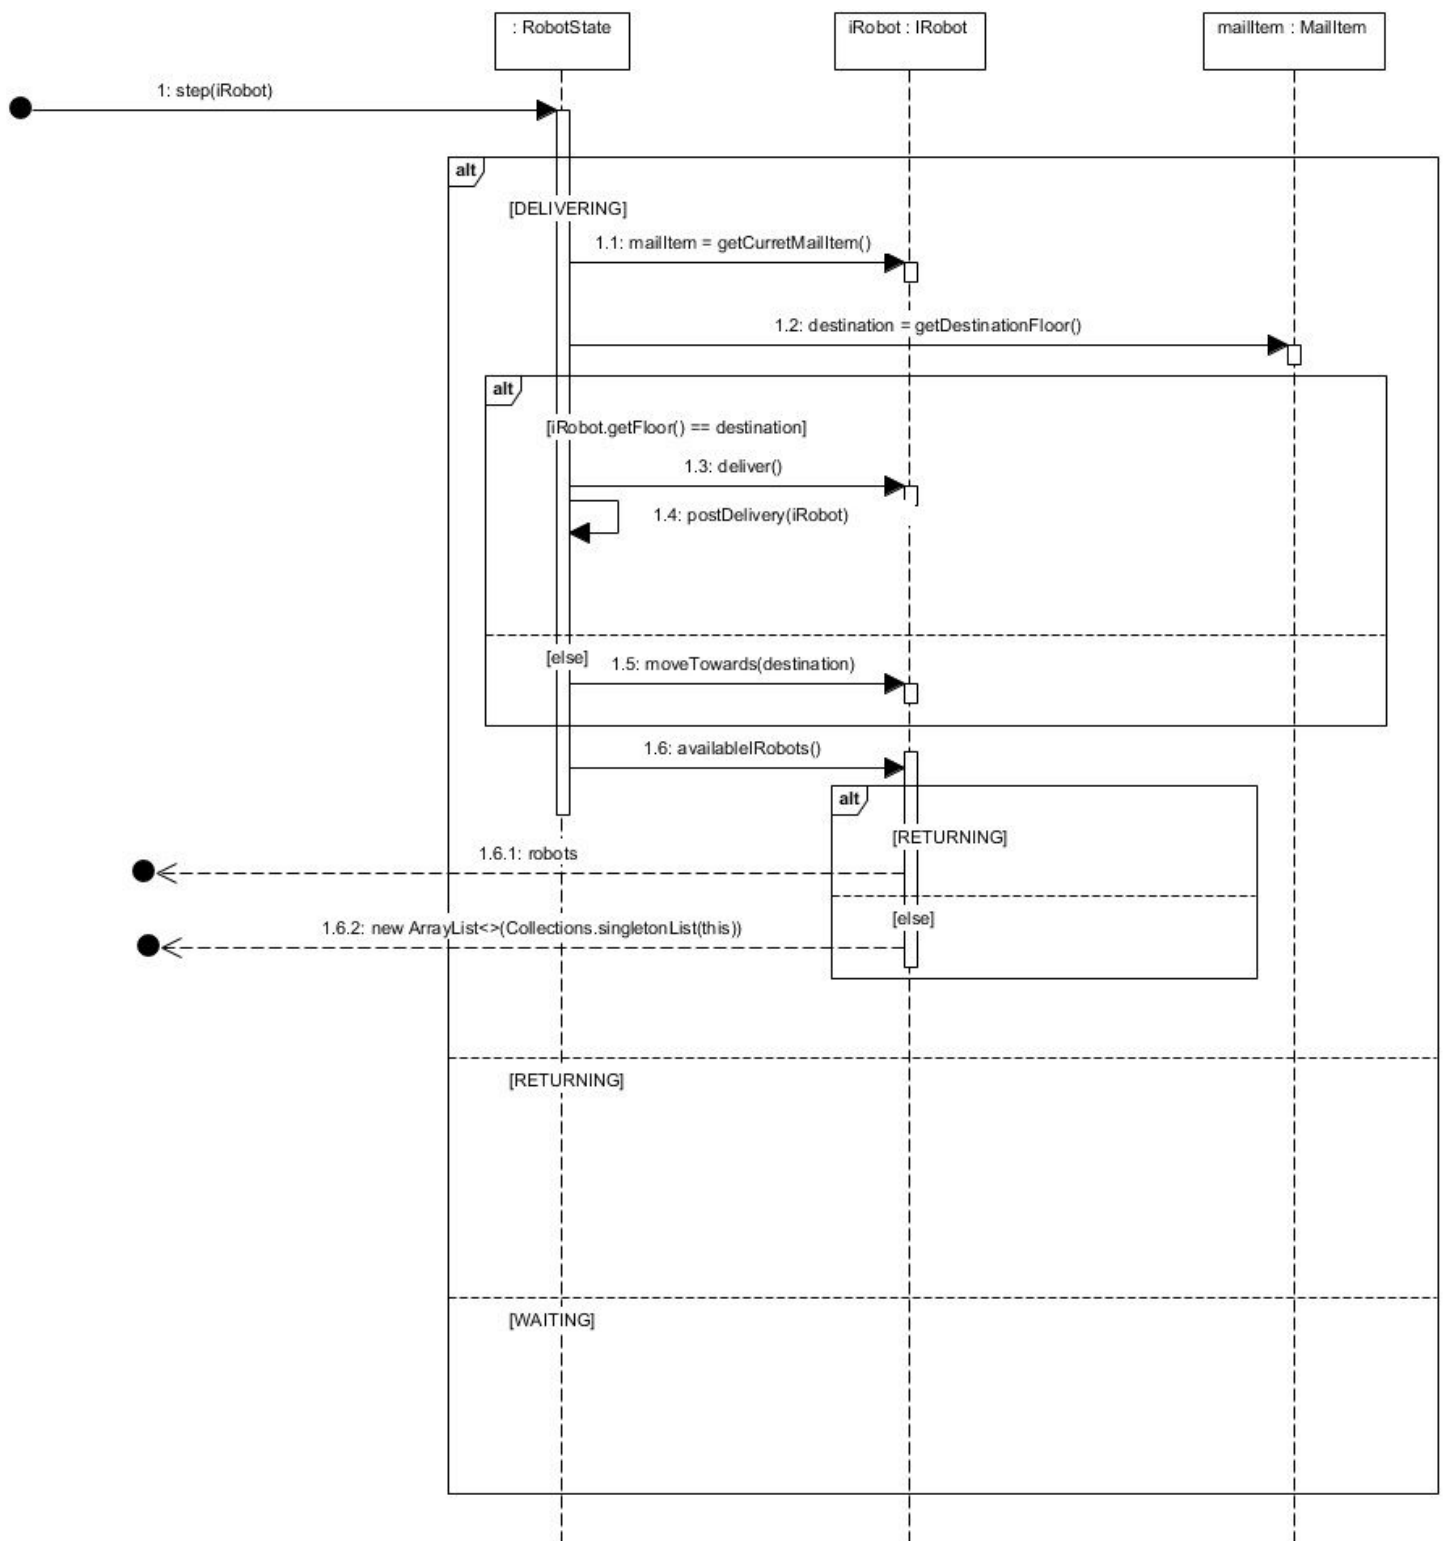 : RobotState
iRobot : IRobot
mailItem : MailItem
1: step(iRobot)
alt
[DELIVERING]
1.1: mailItem = getCurretMailItem()
1.2: destination = getDestinationFloor()
alt
[iRobot.getFloor() == destination]
1.3: deliver()
1.4: postDelivery(iRobot)
[else]
1.5: moveTowards(destination)
1.6: availableIRobots()
alt
[RETURNING]
1.6.1: robots
[else]
1.6.2: new ArrayList<>(Collections.singletonList(this))
[RETURNING]
[WAITING]